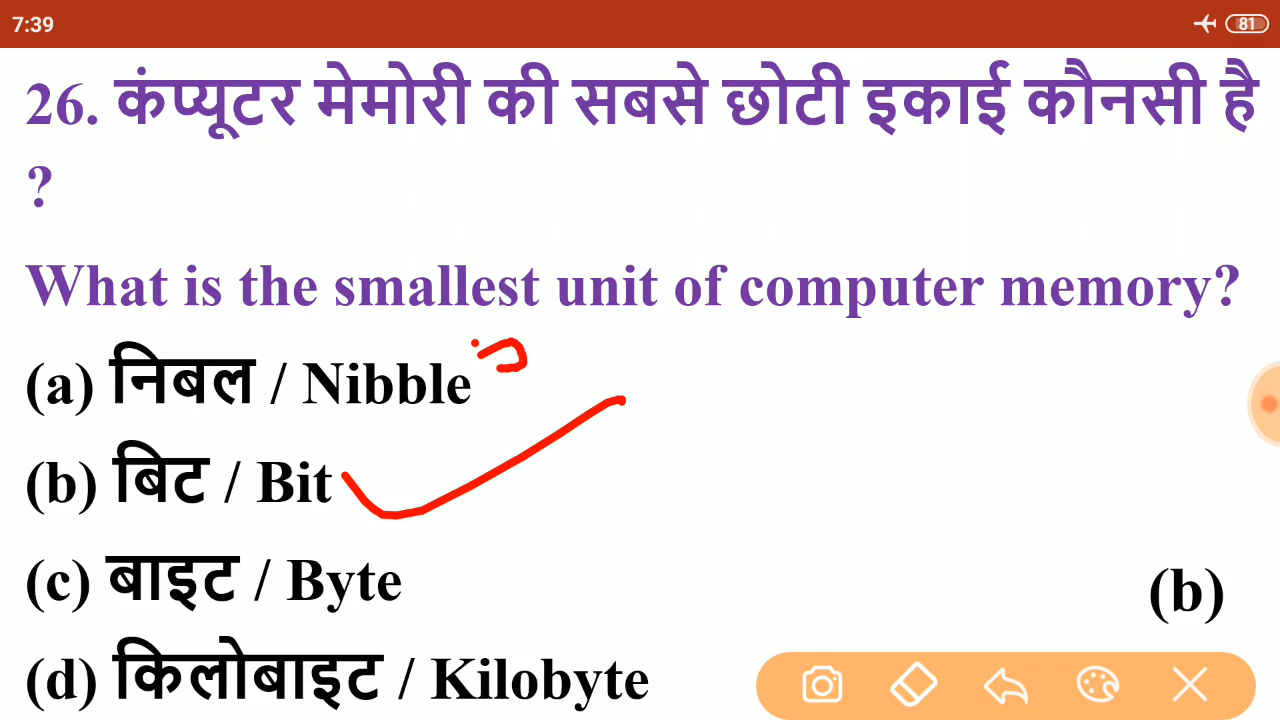 7:39
81
26. कंप्यूटर मेमोरी की सबसे छोटी इकाई कौनसी है
?
What is the smallest unit of computer memory?
(a) निबल / Nibble
(b) बिट / Bit
(c) बाइट / Byte
(b)
(d) किलोबाइट / Kilobyte